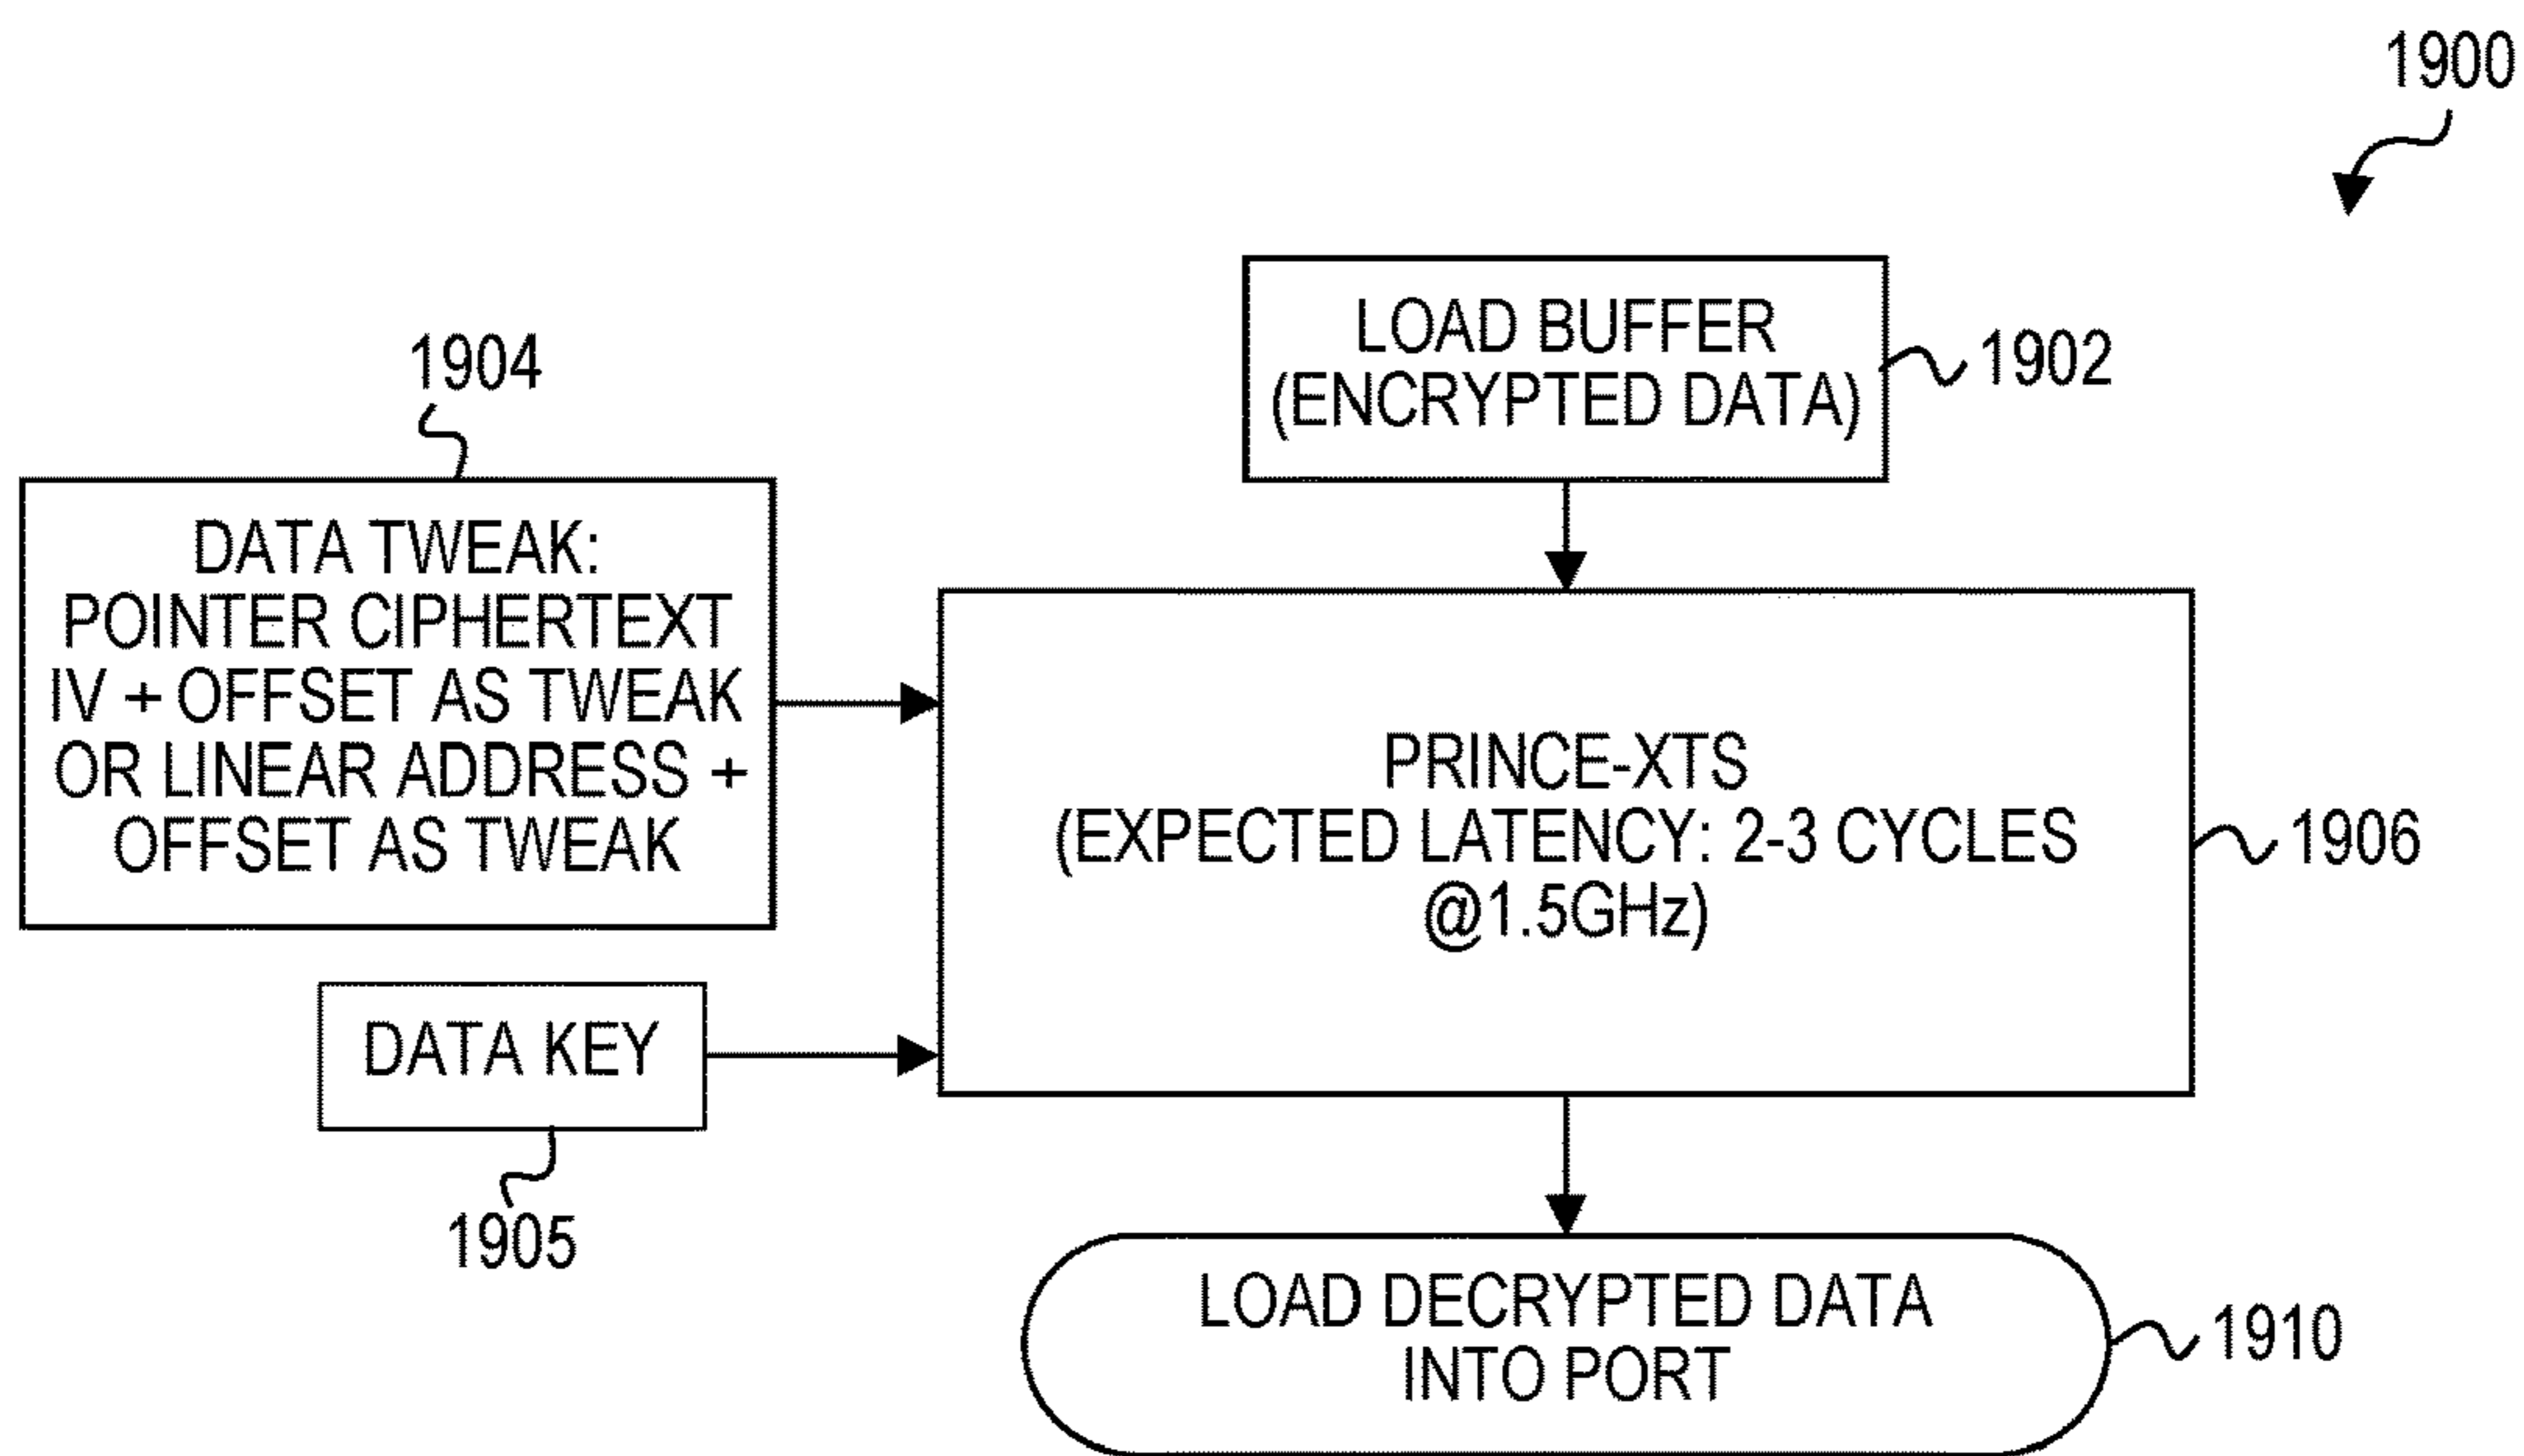 1900
LOAD BUFFER
(ENCRYPTED DATA)
1902
1904
DATA TWEAK:
POINTER CIPHERTEXT
IV + OFFSET AS TWEAK
OR LINEAR ADDRESS +
OFFSET AS TWEAK
PRINCE-XTS
(EXPECTED LATENCY: 2-3 CYCLES
@1.5GHz)
1906
DATA KEY
1905
LOAD DECRYPTED DATA
INTO PORT
1910